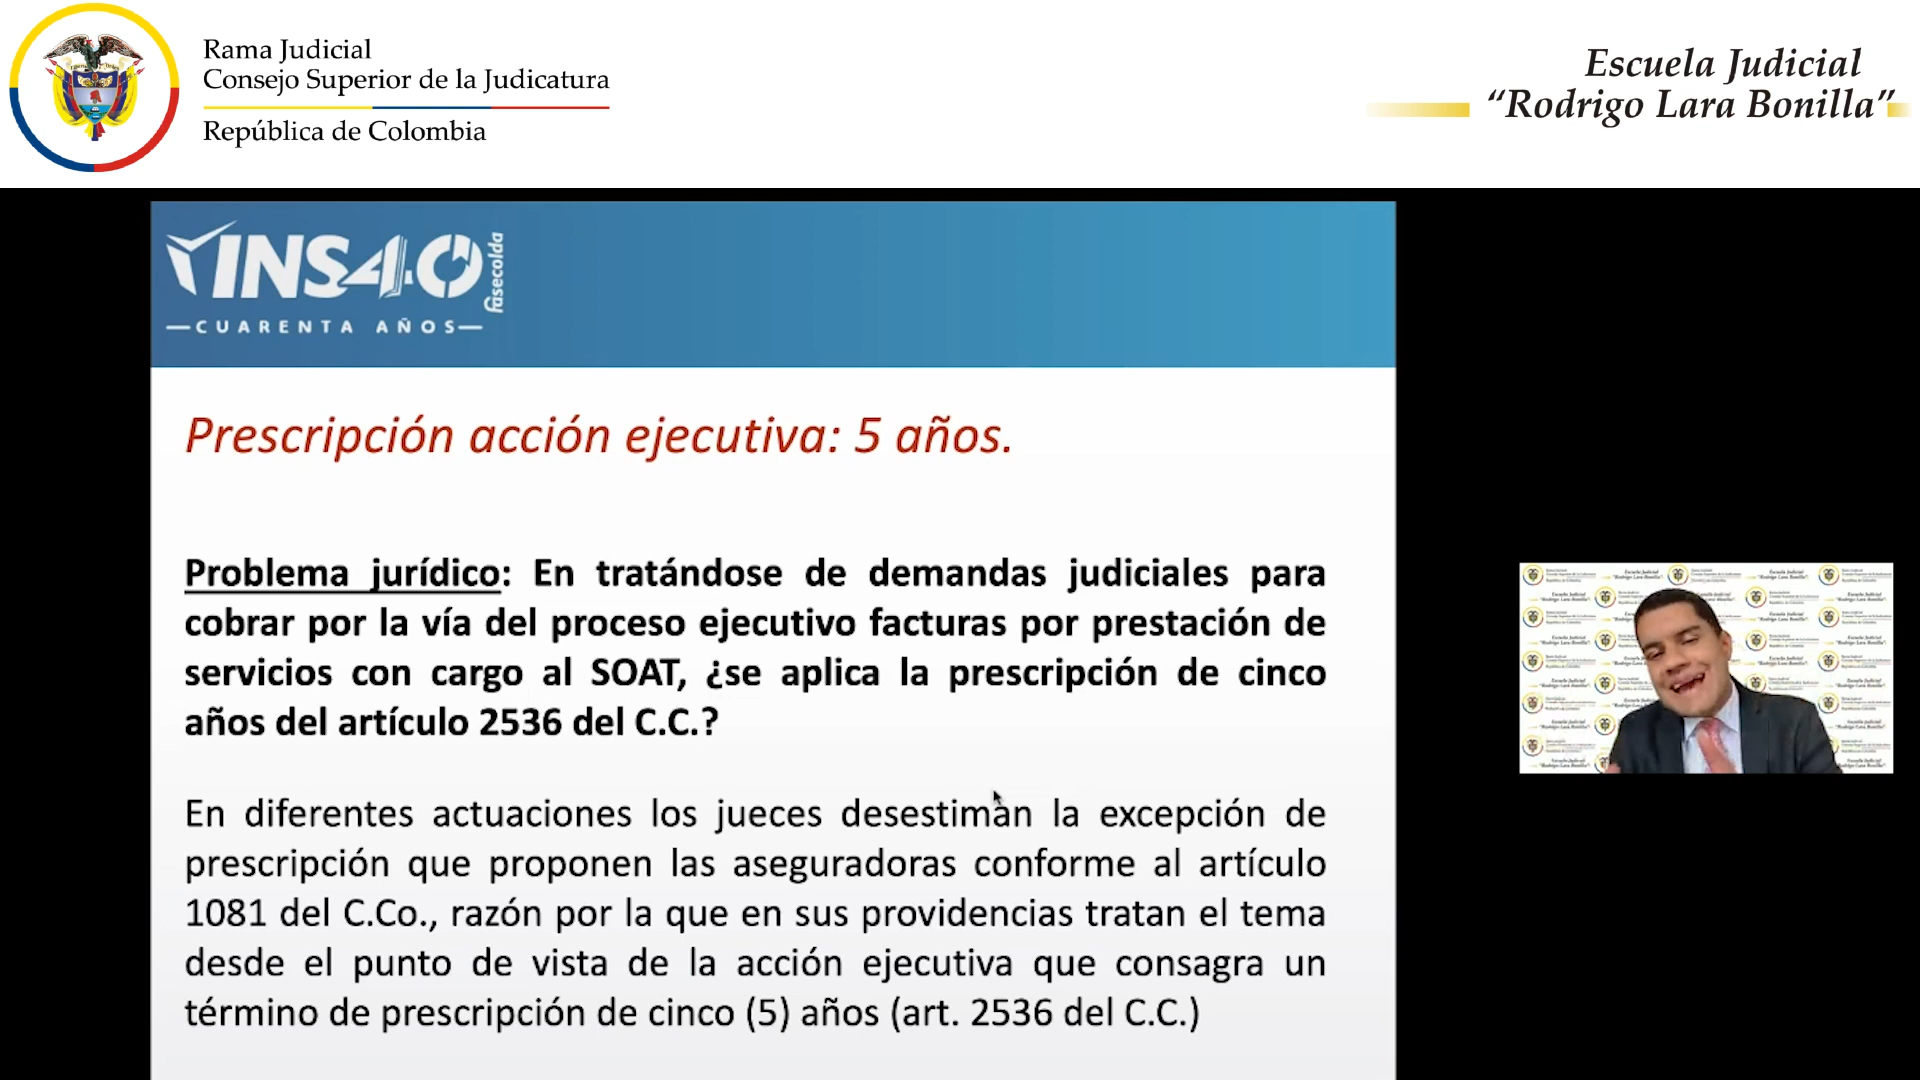 Rama Judicial
Consejo Superior de la Judicatura
República de Colombia
Escuela Judicial
“Rodrigo Lara Bonilla”
INS40
fasecolda
CUARENTA AÑOS
Prescripción acción ejecutiva: 5 años.
Problema jurídico: En tratándose de demandas judiciales para
cobrar por la vía del proceso ejecutivo facturas por prestación de
servicios con cargo al SOAT, ¿se aplica la prescripción de cinco
años del artículo 2536 del C.C.?
En diferentes actuaciones los jueces desestiman la excepción de
prescripción que proponen las aseguradoras conforme al artículo
1081 del C.Co., razón por la que en sus providencias tratan el tema
desde el punto de vista de la acción ejecutiva que consagra un
término de prescripción de cinco (5) años (art. 2536 del C.C.)